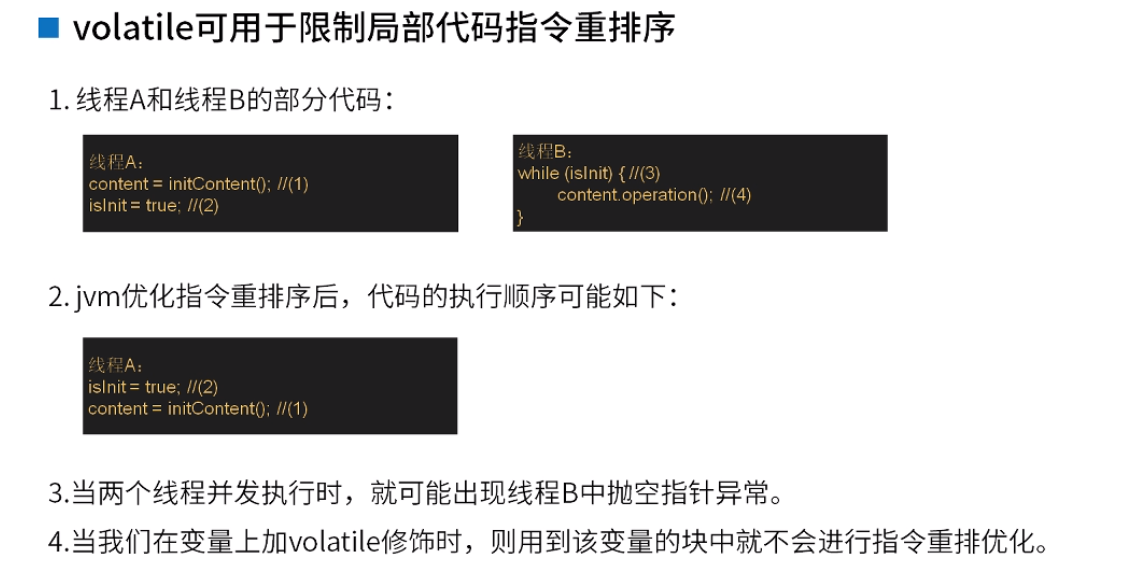 volatile可用于限制局部代码指令重排序
1. 线程A和线程B的部分代码：
线程A：
content = initContent(); //(1)
isInit = true; //(2)
线程B：
while (isInit) { //(3)
content.operation(); //(4)
}
2. jvm优化指令重排序后，代码的执行顺序可能如下：
线程A：
isInit = true; //(2)
content = initContent(); //(1)
3.当两个线程并发执行时，就可能出现线程B中抛空指针异常。
4.当我们在变量上加volatile修饰时，则用到该变量的块中就不会进行指令重排优化。